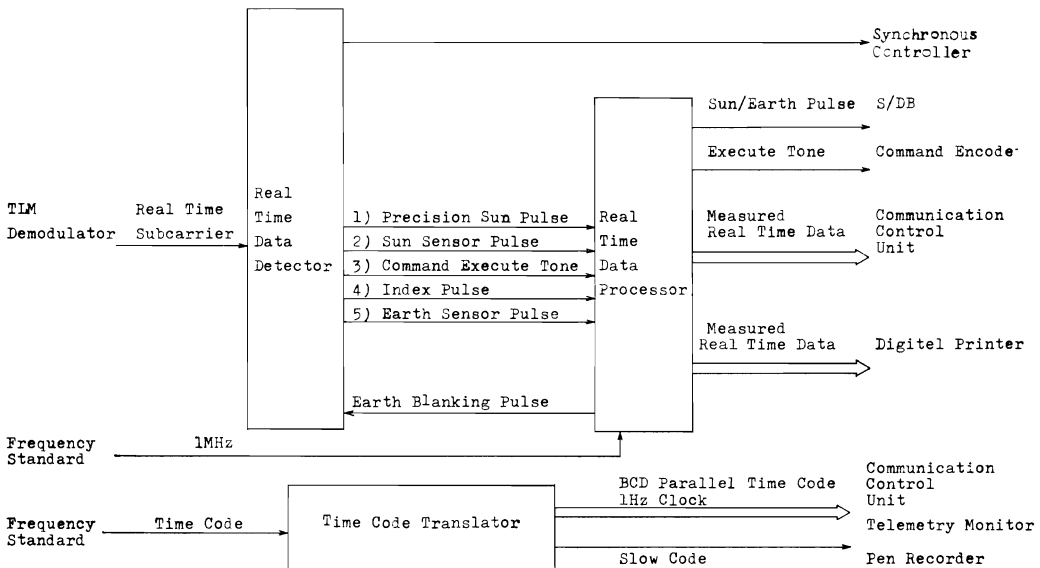 Synchronous
Controller
Sun/Earth Pulse S/DB
Execute Tone Command Encode
Real
Time
Data
Detector
TLM
Demodulator
Real Time
Subcarrier
1) Precision Sun Pulse
2) Sun Sensor Pulse
3) Command Execute Tone
4) Index Pulse
5) Earth Sensor Pulse
Real
Time
Data
Processor
Measured
Real Time Data
Communication
Control
Unit
Measured
Real Time Data
Digitel Printer
Earth Blanking Pulse
Frequency
Standard
1MHz
Frequency
Standard
Time Code
Time Code Translator
BCD Parallel Time Code
1Hz Clock
Communication
Control
Unit
Telemetry Monitor
Slow Code
Pen Recorder